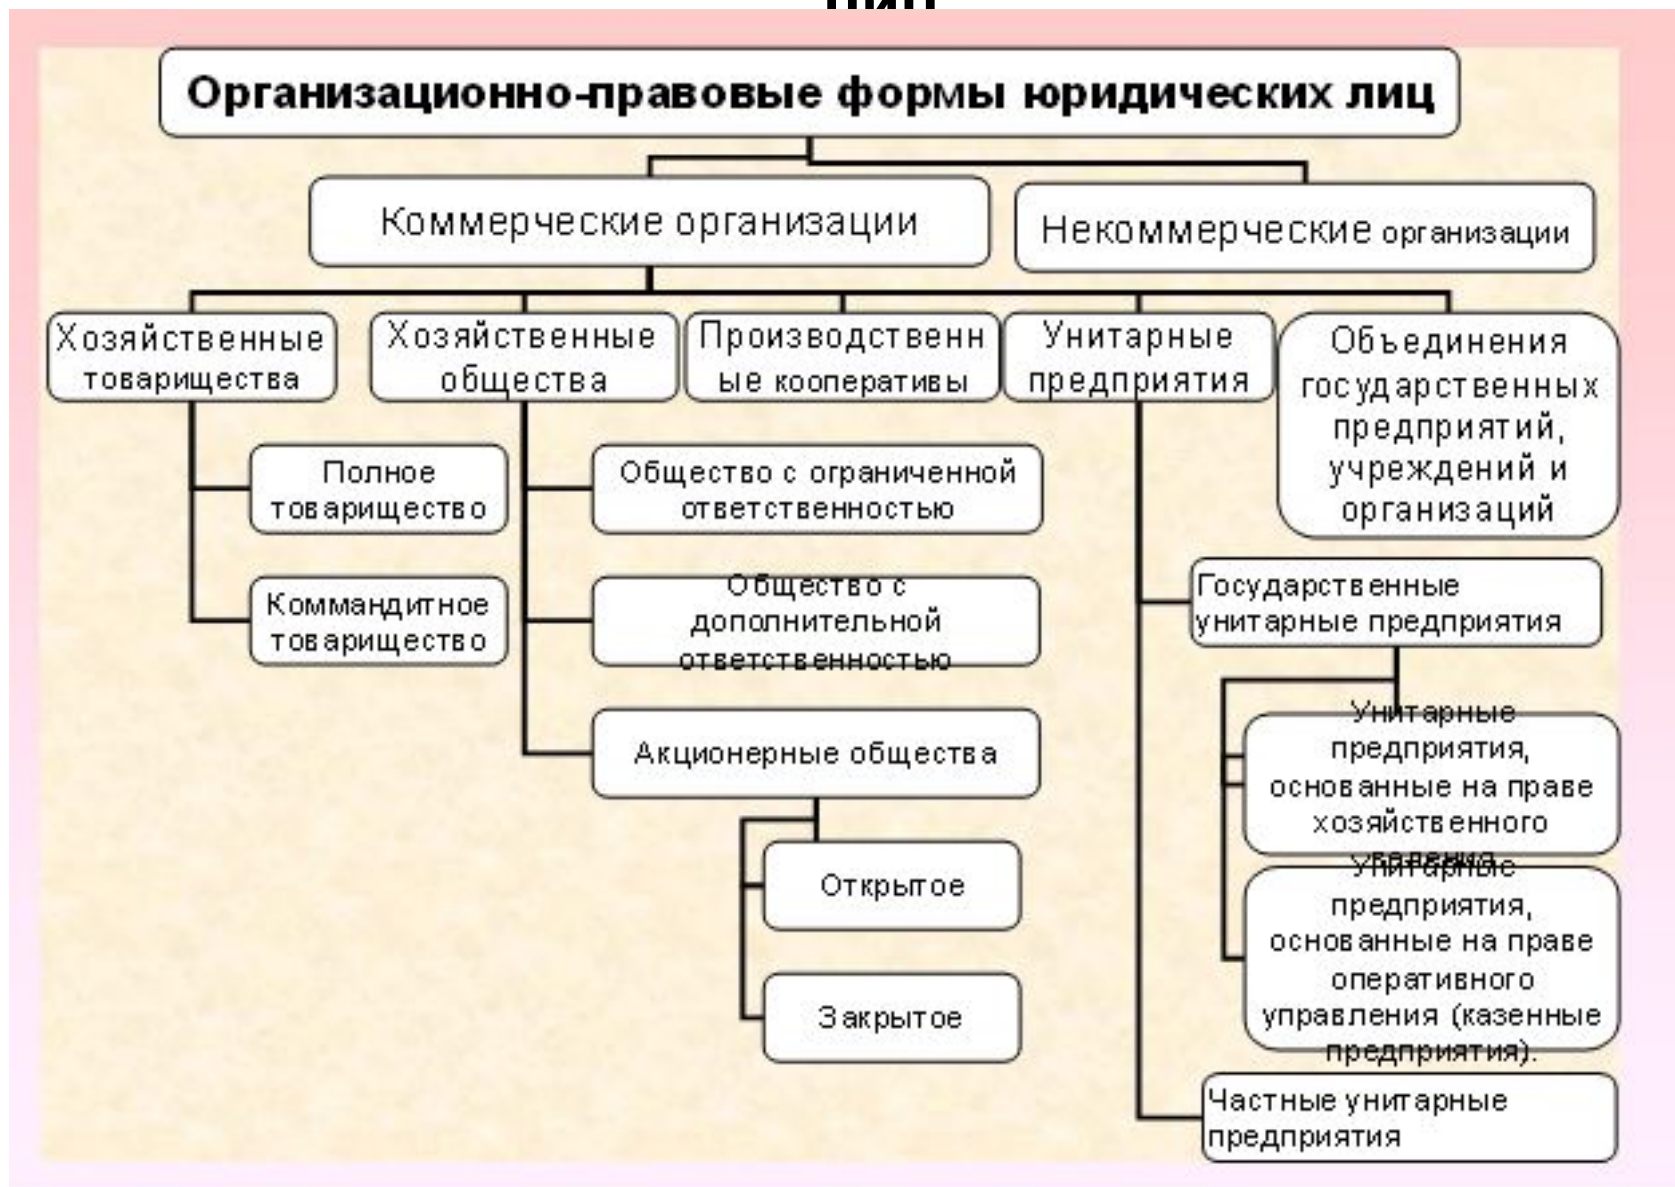 Организационно-правовые формы юридических лиц
Коммерческие организации
Некоммерческие организации
Хозяйственные
товарищества
Хозяйственные
общества
Производственн
ые кооперативы
Унитарные
предприятия
Объединения
государственных
предприятий,
учреждений и
организаций
Полное
товарищество
Коммандитное
товарищество
Общество с ограниченной
ответственностью
Общество с
дополнительной
ответственностью
Акционерные общества
Открытое
Закрытое
Государственные
унитарные предприятия
Унитарные
предприятия,
основанные на праве
хозяйственного
ведения
Унитарные
предприятия,
основанные на праве
оперативного
управления (казенные
предприятия).
Частные унитарные
предприятия